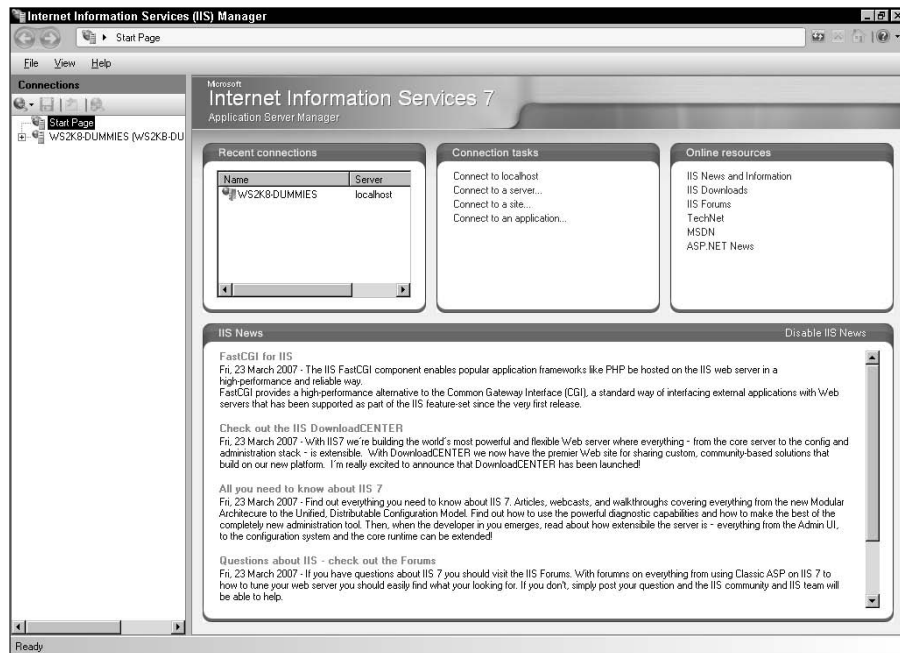 Internet Information Services (IIS) Manager
Start Page
File View Help
Connections
Start Page
WS2K8-DUMMIES (WS2K8-DU
Microsoft
Internet Information Services 7
Application Server Manager
Recent connections
Name Server
WS2K8-DUMMIES localhost
Connection tasks
Connect to localhost
Connect to a server...
Connect to a site...
Connect to an application...
Online resources
IIS News and Information
IIS Downloads
IIS Forums
TechNet
MSDN
ASP.NET News
IIS News Disable IIS News
FastCGI for IIS
Fri, 23 March 2007 - The IIS FastCGI component enables popular application frameworks like PHP be hosted on the IIS web server in a
high-performance and reliable way.
FastCGI provides a high-performance alternative to the Common Gateway Interface (CGI), a standard way of interfacing external applications with Web
servers that has been supported as part of the IIS feature-set since the very first release.
Check out the IIS DownloadCENTER
Fri, 23 March 2007 - With IIS7 we're building the world's most powerful and flexible Web server where everything - from the core server to the config and
administration stack - is extensible. With DownloadCENTER we now have the premier Web site for sharing custom, community-based solutions that
build on our new platform. I'm really excited to announce that DownloadCENTER has been launched!
All you need to know about IIS 7
Fri, 23 March 2007 - Find out everything you need to know about IIS 7. Articles, webcasts, and walkthroughs covering everything from the new Modular
Architecure to the Unified, Distributable Configuration Model. Find out how to use the powerful diagnostic capabilities and how to make the best of the
completely new administration tool. Then, when the developer in you emerges, read about how extensibile the server is - everything from the Admin UI,
to the configuration system and the core runtime can be extended!
Questions about IIS - check out the Forums
Fri, 23 March 2007 - If you have questions about IIS 7 you should visit the IIS Forums. With forumns on everything from using Classic ASP on IIS 7 to
how to tune your web server you should easily find what your looking for. If you don't, simply post your question and the IIS community and IIS team will
be able to help.
Ready